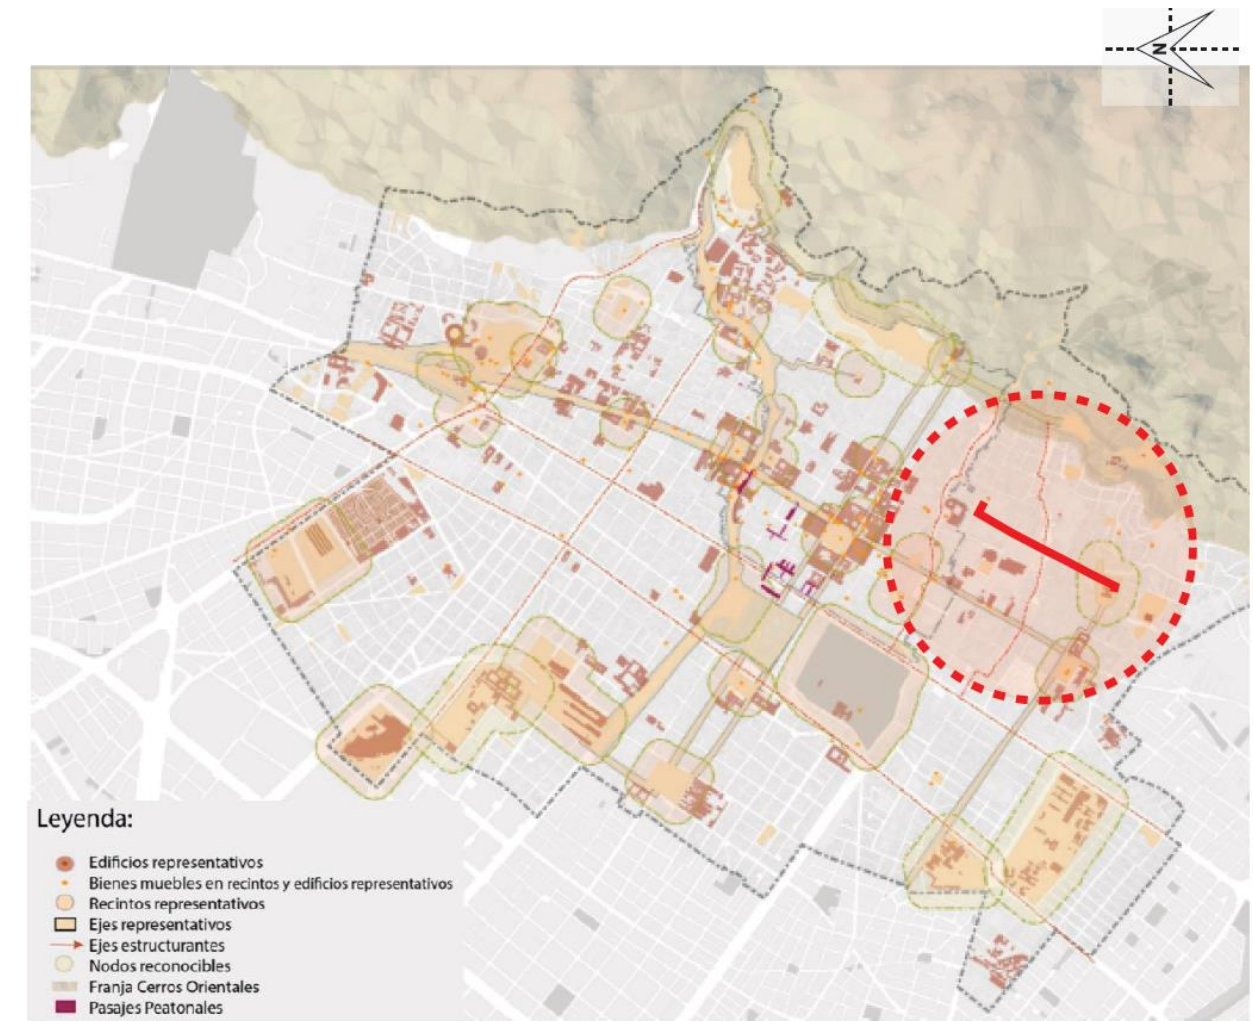 N
Leyenda:
Edificios representativos
Bienes muebles en recintos y edificios representativos
Recintos representativos
Ejes representativos
Ejes estructurantes
Nodos reconocibles
Franja Cerros Orientales
Pasajes Peatonales